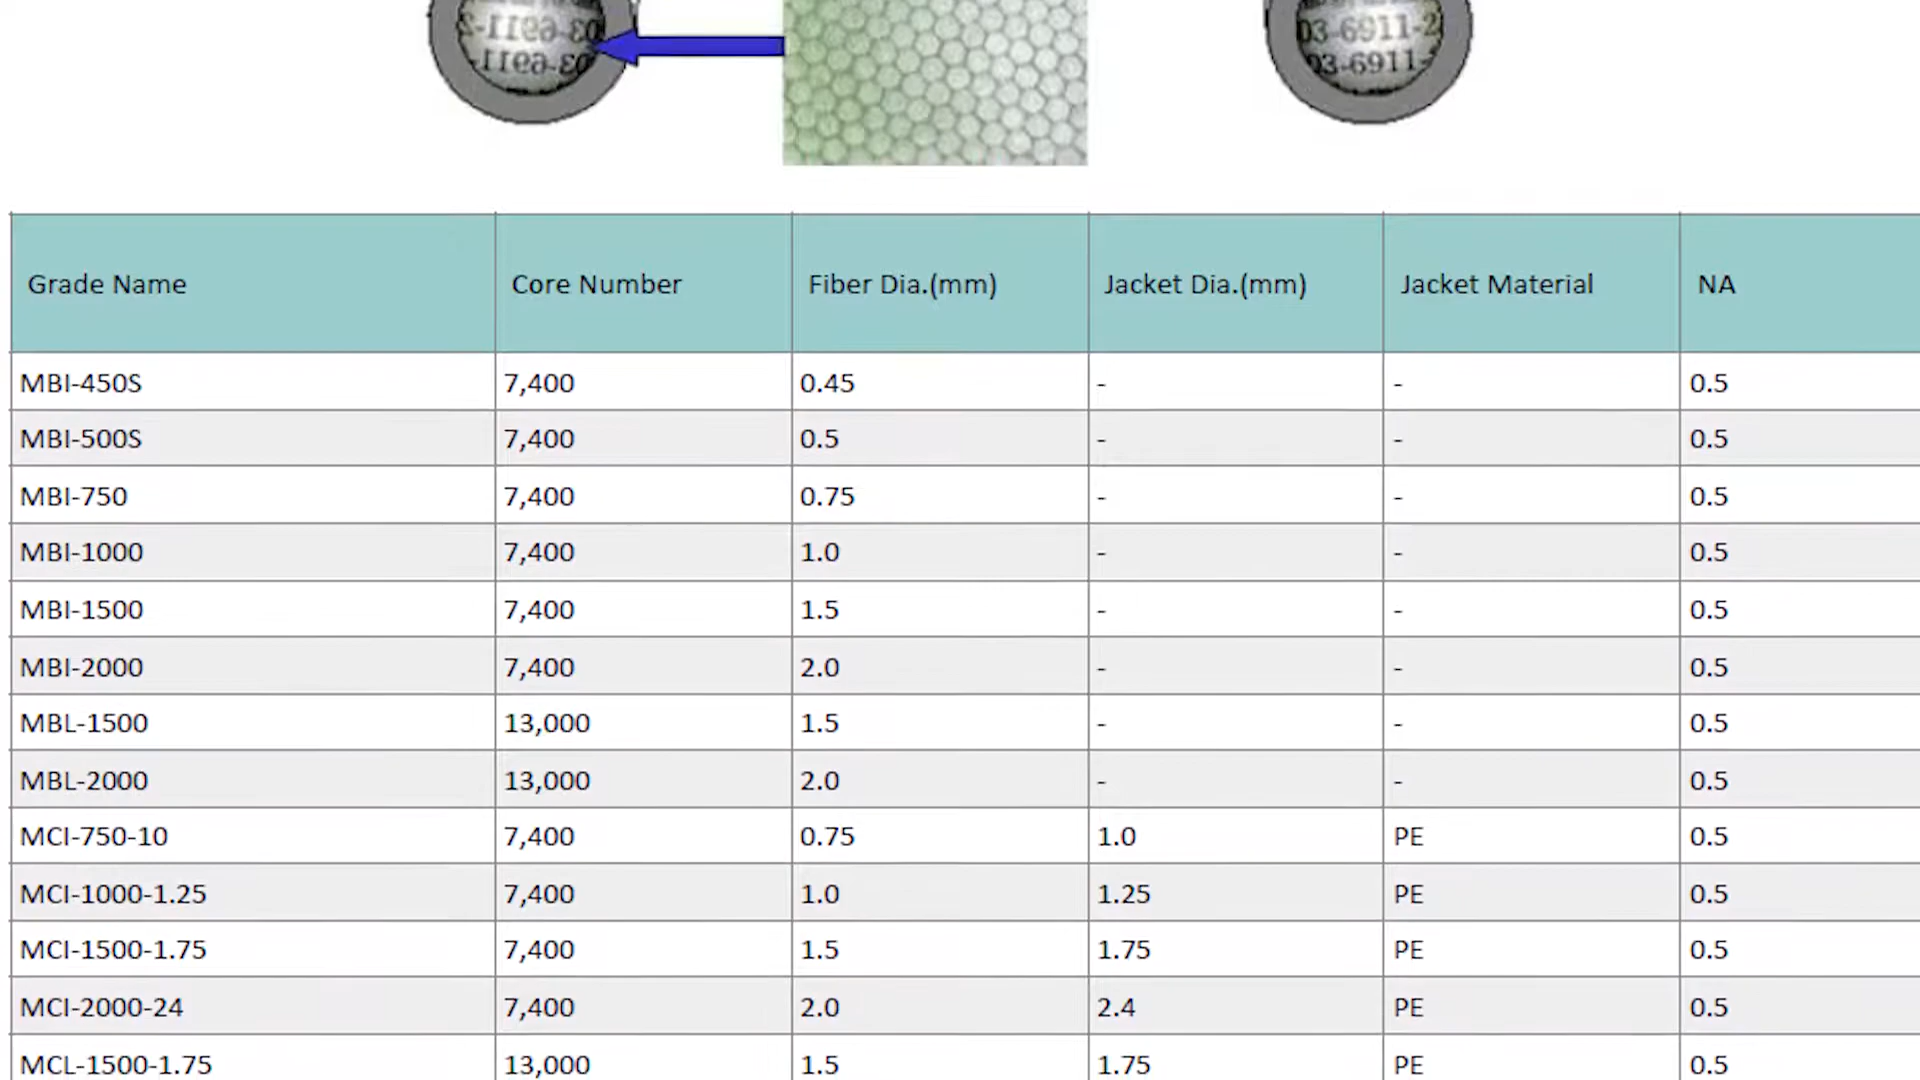 03-6911-2
03-6911-
Grade Name Core Number Fiber Dia.(mm) Jacket Dia.(mm) Jacket Material NA
MBI-450S 7,400 0.45 - - 0.5
MBI-500S 7,400 0.5 - - 0.5
MBI-750 7,400 0.75 - - 0.5
MBI-1000 7,400 1.0 - - 0.5
MBI-1500 7,400 1.5 - - 0.5
MBI-2000 7,400 2.0 - - 0.5
MBL-1500 13,000 1.5 - - 0.5
MBL-2000 13,000 2.0 - - 0.5
MCI-750-10 7,400 0.75 1.0 PE 0.5
MCI-1000-1.25 7,400 1.0 1.25 PE 0.5
MCI-1500-1.75 7,400 1.5 1.75 PE 0.5
MCI-2000-24 7,400 2.0 2.4 PE 0.5
MCL-1500-1.75 13,000 1.5 1.75 PE 0.5